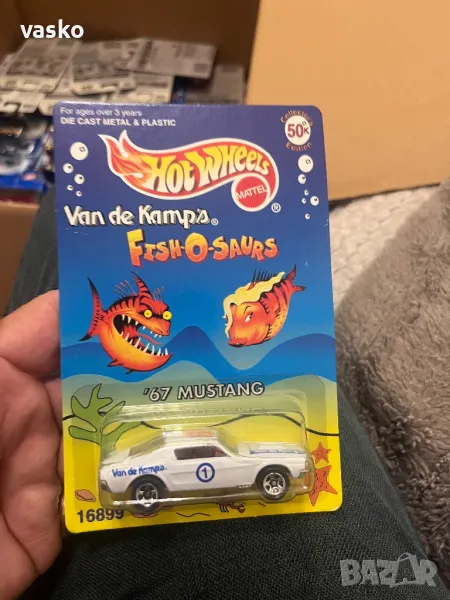 vasko
For ages over 3 years
DIE CAST METAL & PLASTIC
Collector's
50K
Edition
HOT WHEELS
MATTEL
®
Van de Kamp's®
FISH-O-SAURS
'67 MUSTANG
Van de Kamp's
1
16899
BAZAR